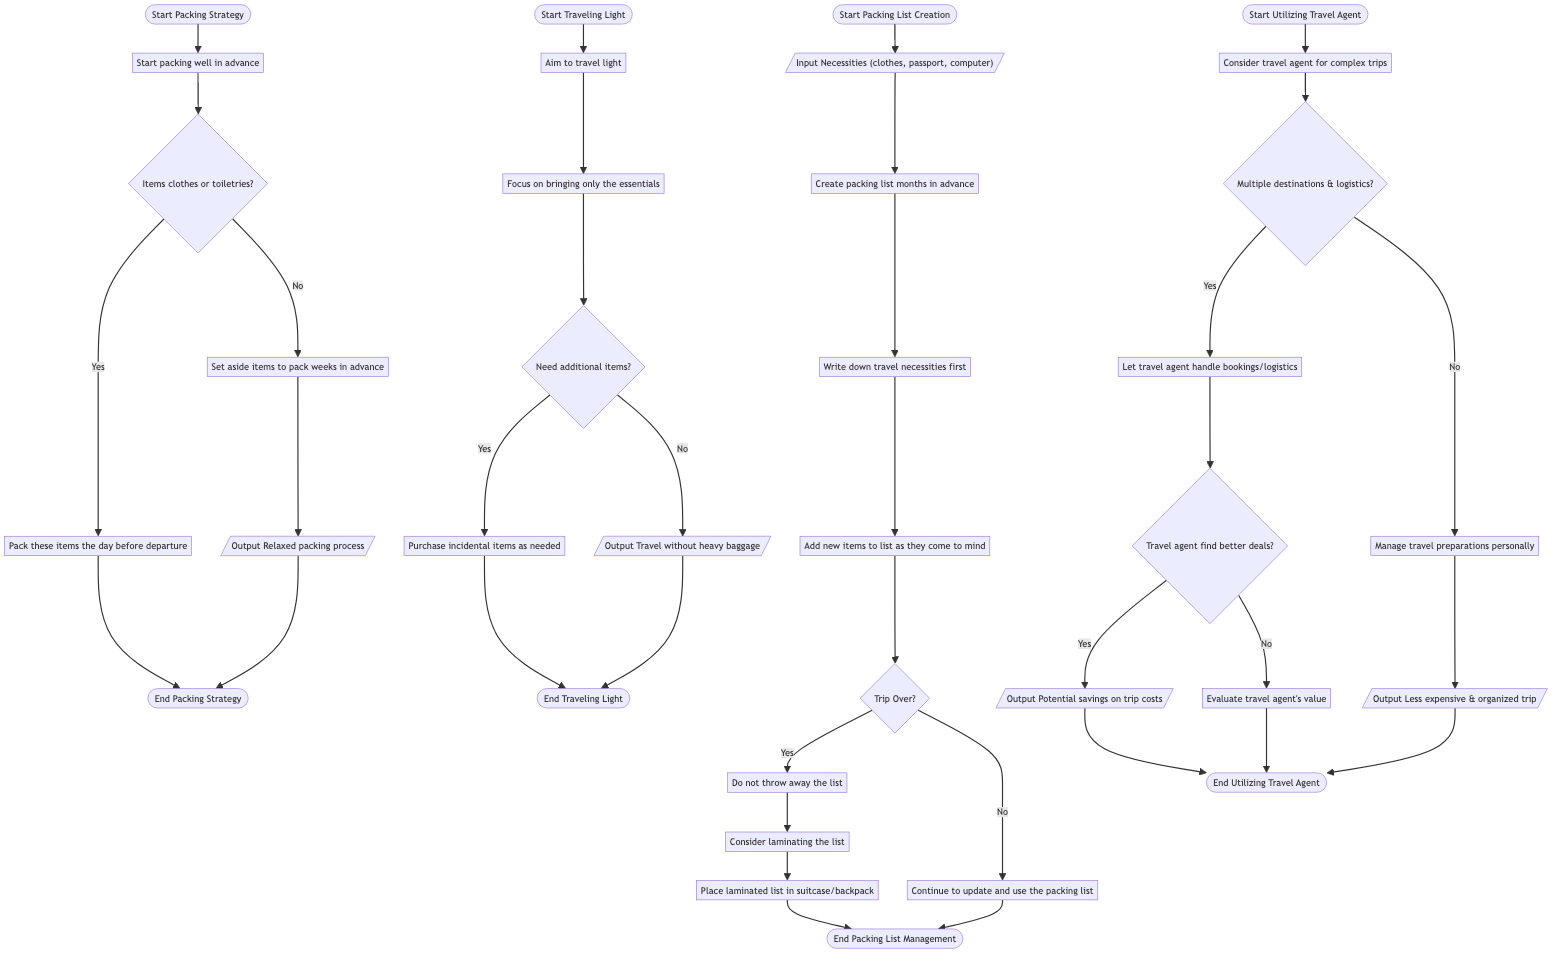 Start Packing Strategy
Start packing well in advance
Items clothes or toiletries?
Yes
No
Set aside items to pack weeks in advance
Pack these items the day before departure
Output Relaxed packing process
End Packing Strategy
Start Traveling Light
Aim to travel light
Focus on bringing only the essentials
Need additional items?
Yes
No
Purchase incidental items as needed
Output Travel without heavy baggage
End Traveling Light
Start Packing List Creation
Input Necessities (clothes, passport, computer)
Create packing list months in advance
Write down travel necessities first
Add new items to list as they come to mind
Trip Over?
Yes
No
Do not throw away the list
Consider laminating the list
Place laminated list in suitcase/backpack
Continue to update and use the packing list
End Packing List Management
Start Utilizing Travel Agent
Consider travel agent for complex trips
Multiple destinations & logistics?
Yes
No
Let travel agent handle bookings/logistics
Travel agent find better deals?
Manage travel preparations personally
Yes
No
Output Potential savings on trip costs
Evaluate travel agent's value
Output Less expensive & organized trip
End Utilizing Travel Agent